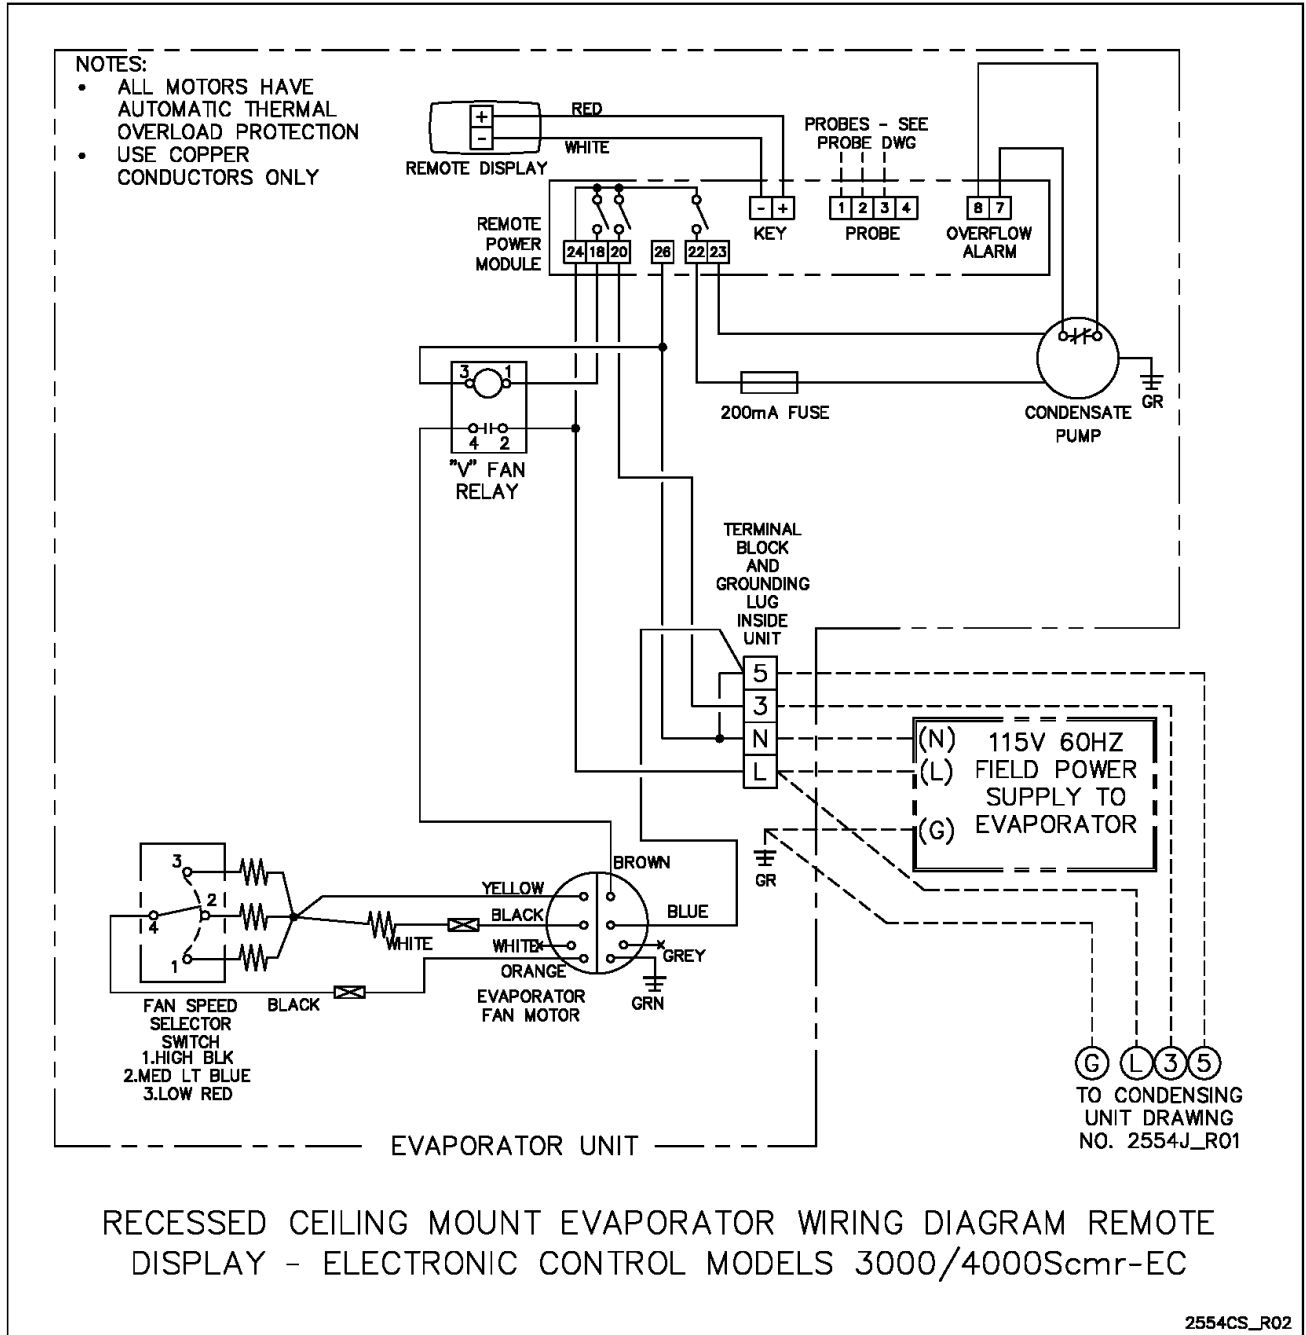 NOTES:
• ALL MOTORS HAVE
AUTOMATIC THERMAL
OVERLOAD PROTECTION
• USE COPPER
CONDUCTORS ONLY
+
-
REMOTE DISPLAY
RED
WHITE
PROBES - SEE
PROBE DWG
REMOTE
POWER
MODULE
24 18 20 26 22 23
- +
KEY
1 2 3 4
PROBE
8 7
OVERFLOW
ALARM
3 1
4 2
"V" FAN
RELAY
200mA FUSE
CONDENSATE
PUMP
GR
TERMINAL
BLOCK
AND
GROUNDING
LUG
INSIDE
UNIT
5
3
N
L
(N)
(L)
(G)
115V 60HZ
FIELD POWER
SUPPLY TO
EVAPORATOR
GR
3
2
4
1
FAN SPEED
SELECTOR
SWITCH
1.HIGH BLK
2.MED LT BLUE
3.LOW RED
BLACK
WHITE
YELLOW
BLACK
WHITE
ORANGE
BROWN
BLUE
GREY
GRN
EVAPORATOR
FAN MOTOR
G L 3 5
TO CONDENSING
UNIT DRAWING
NO. 2554J_R01
EVAPORATOR UNIT
RECESSED CEILING MOUNT EVAPORATOR WIRING DIAGRAM REMOTE
DISPLAY - ELECTRONIC CONTROL MODELS 3000/4000Scmr-EC
2554CS_R02